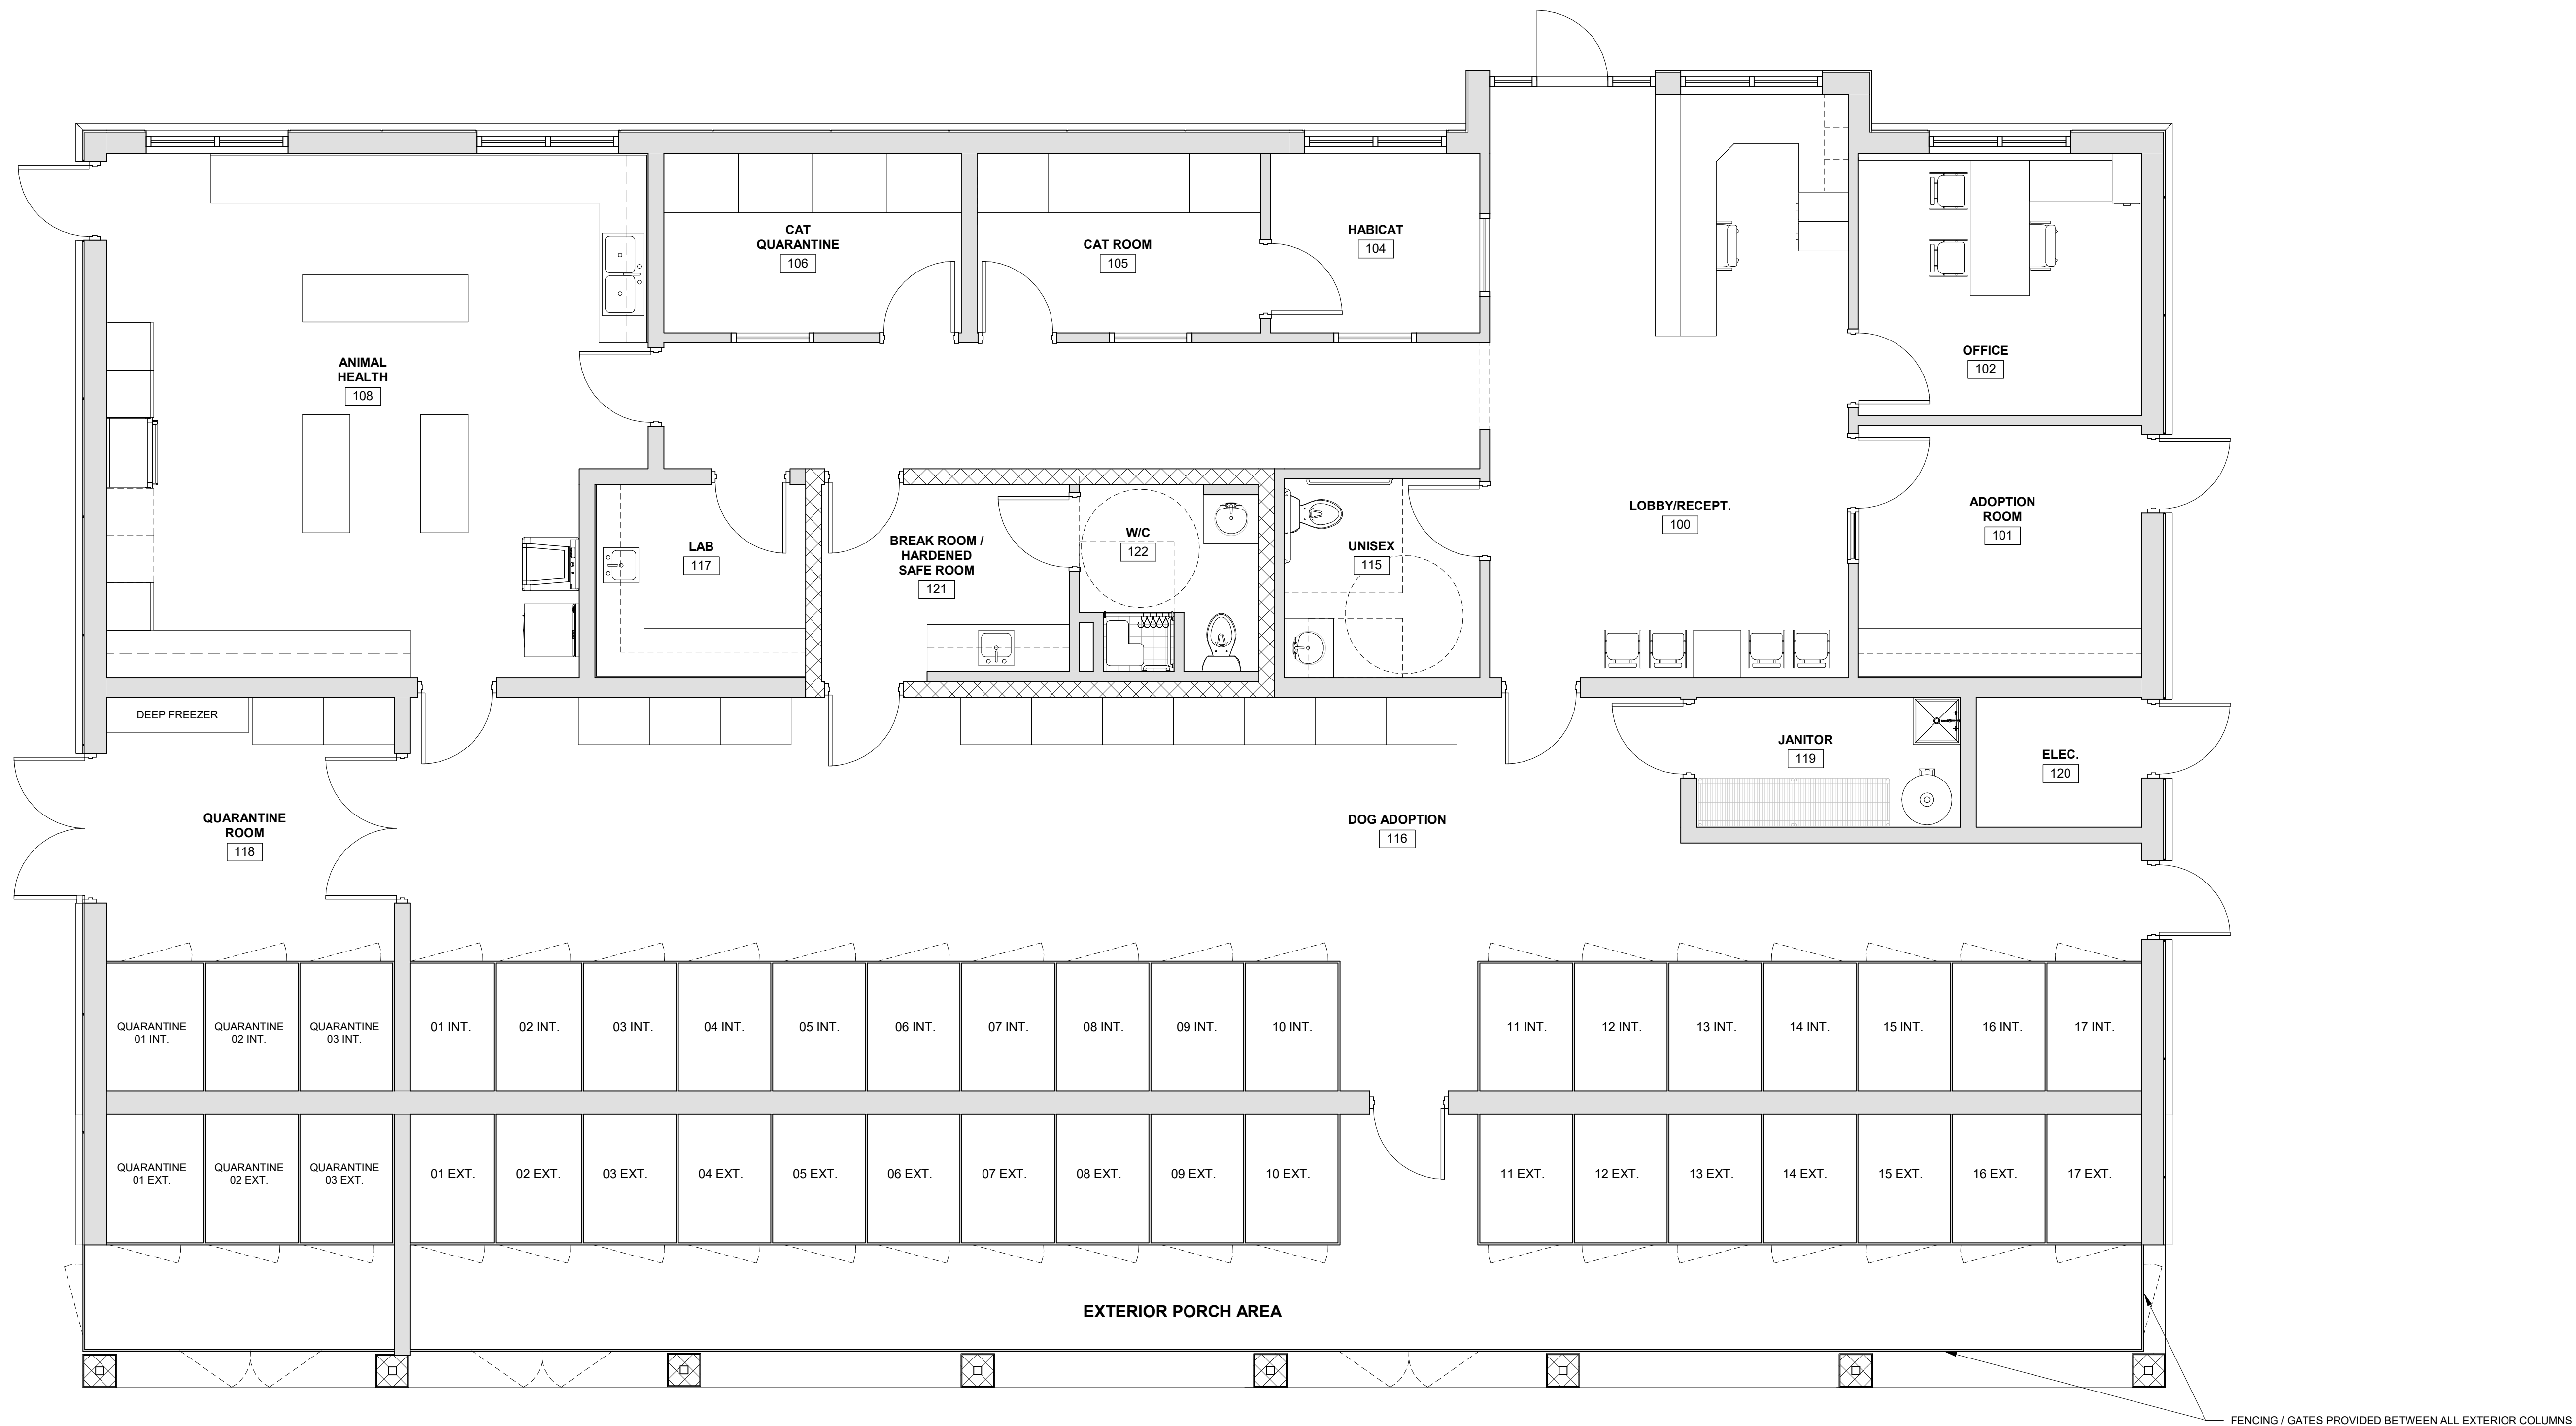 CAT
QUARANTINE
106
CAT ROOM
105
HABICAT
104
OFFICE
102
ANIMAL
HEALTH
108
LAB
117
BREAK ROOM /
HARDENED
SAFE ROOM
121
W/C
122
UNISEX
115
LOBBY/RECEPT.
100
ADOPTION
ROOM
101
DEEP FREEZER
JANITOR
119
ELEC.
120
QUARANTINE
ROOM
118
DOG ADOPTION
116
QUARANTINE
01 INT.
QUARANTINE
02 INT.
QUARANTINE
03 INT.
01 INT.
02 INT.
03 INT.
04 INT.
05 INT.
06 INT.
07 INT.
08 INT.
09 INT.
10 INT.
11 INT.
12 INT.
13 INT.
14 INT.
15 INT.
16 INT.
17 INT.
QUARANTINE
01 EXT.
QUARANTINE
02 EXT.
QUARANTINE
03 EXT.
01 EXT.
02 EXT.
03 EXT.
04 EXT.
05 EXT.
06 EXT.
07 EXT.
08 EXT.
09 EXT.
10 EXT.
11 EXT.
12 EXT.
13 EXT.
14 EXT.
15 EXT.
16 EXT.
17 EXT.
EXTERIOR PORCH AREA
FENCING / GATES PROVIDED BETWEEN ALL EXTERIOR COLUMNS